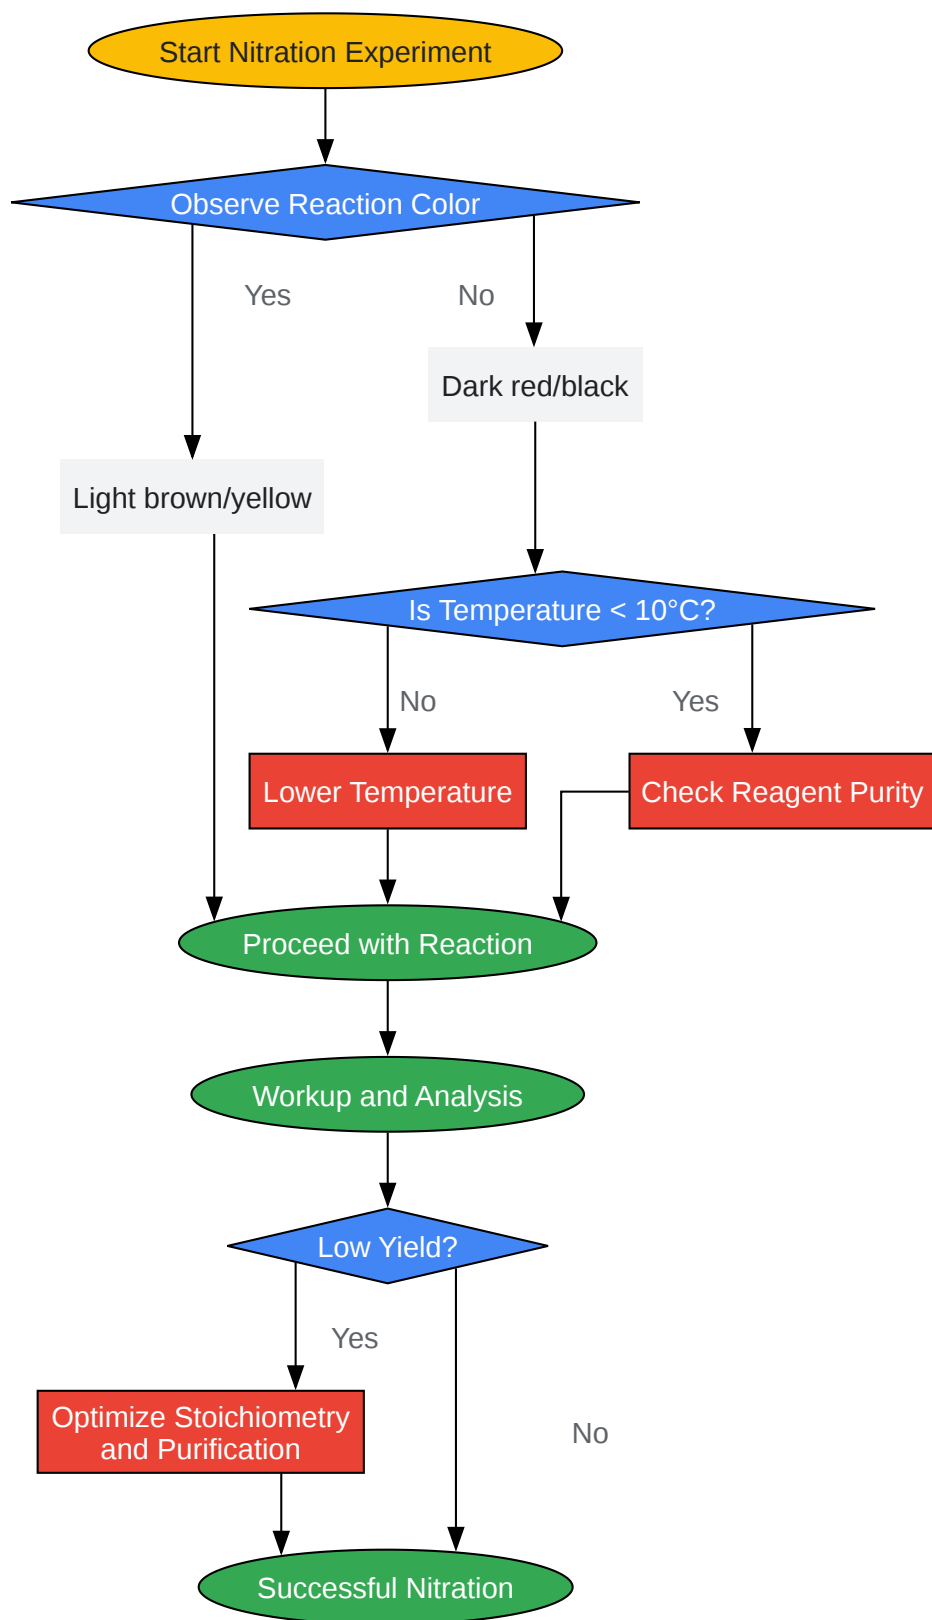 Start Nitration Experiment
Observe Reaction Color
Yes
No
Dark red/black
Light brown/yellow
Is Temperature < 10°C?
No
Yes
Lower Temperature
Check Reagent Purity
Proceed with Reaction
Workup and Analysis
Low Yield?
Yes
Optimize Stoichiometry
and Purification
No
Successful Nitration